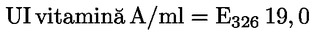 UI vitamină A/ml = E₃₂₆ 19,0